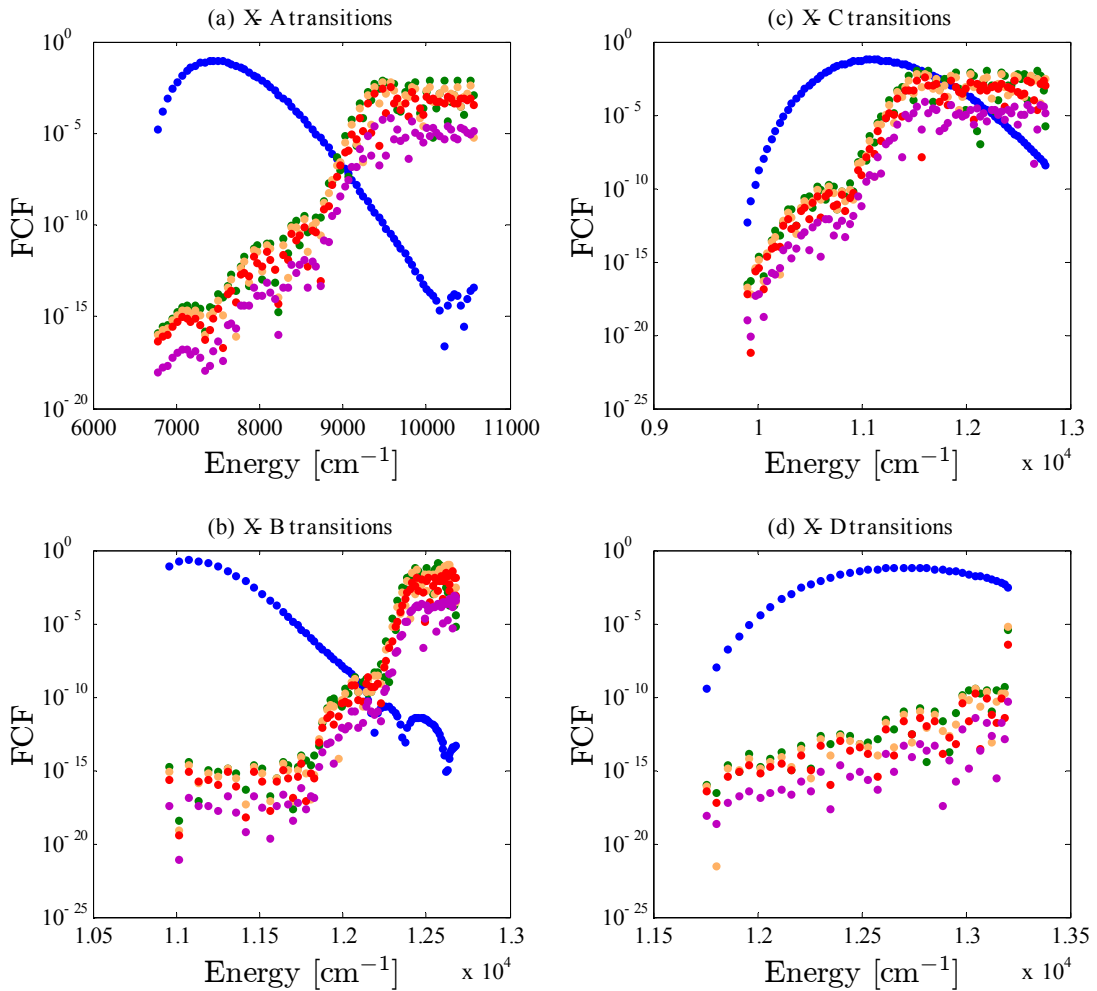 (a) X- A transitions
10^0
10^-5
10^-10
10^-15
10^-20
FCF
6000 7000 8000 9000 10000 11000
Energy [cm−1]
(c) X- C transitions
10^0
10^-5
10^-10
10^-15
10^-20
10^-25
FCF
0.9 1 1.1 1.2 1.3
Energy [cm−1]
x 10^4
(b) X- B transitions
10^0
10^-5
10^-10
10^-15
10^-20
10^-25
FCF
1.05 1.1 1.15 1.2 1.25 1.3
Energy [cm−1]
x 10^4
(d) X- D transitions
10^0
10^-5
10^-10
10^-15
10^-20
10^-25
FCF
1.15 1.2 1.25 1.3 1.35
Energy [cm−1]
x 10^4